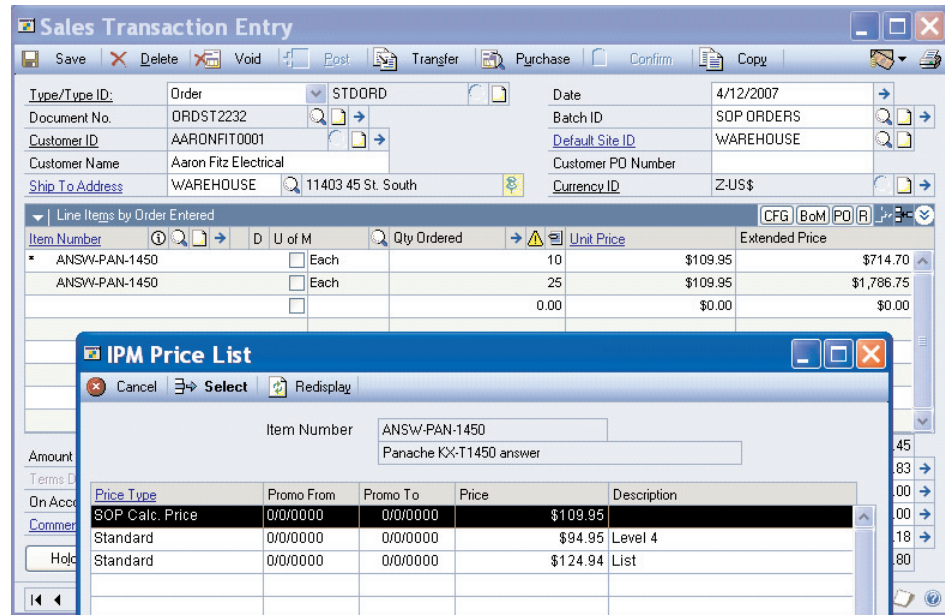 Sales Transaction Entry
Save Delete Void Post Transfer Purchase Confirm Copy
Type/Type ID: Order STDORD Date 4/12/2007
Document No. ORDST2232 Batch ID SOP ORDERS
Customer ID AARONFIT0001 Default Site ID WAREHOUSE
Customer Name Aaron Fitz Electrical Customer PO Number
Ship To Address WAREHOUSE 11403 45 St. South Currency ID Z-US$
Line Items by Order Entered CFG BoM PO R
Item Number D U of M Qty Ordered Unit Price Extended Price
* ANSW-PAN-1450 Each 10 $109.95 $714.70
ANSW-PAN-1450 Each 25 $109.95 $1,786.75
0.00 $0.00 $0.00
IPM Price List
Cancel Select Redisplay
Item Number ANSW-PAN-1450
Panache KX-T1450 answer
Amount .45
Terms D .83
Price Type Promo From Promo To Price Description
On Acco .00
SOP Calc. Price 0/0/0000 0/0/0000 $109.95
Commen .00
Standard 0/0/0000 0/0/0000 $94.95 Level 4
.18
Standard 0/0/0000 0/0/0000 $124.94 List
Hold .80